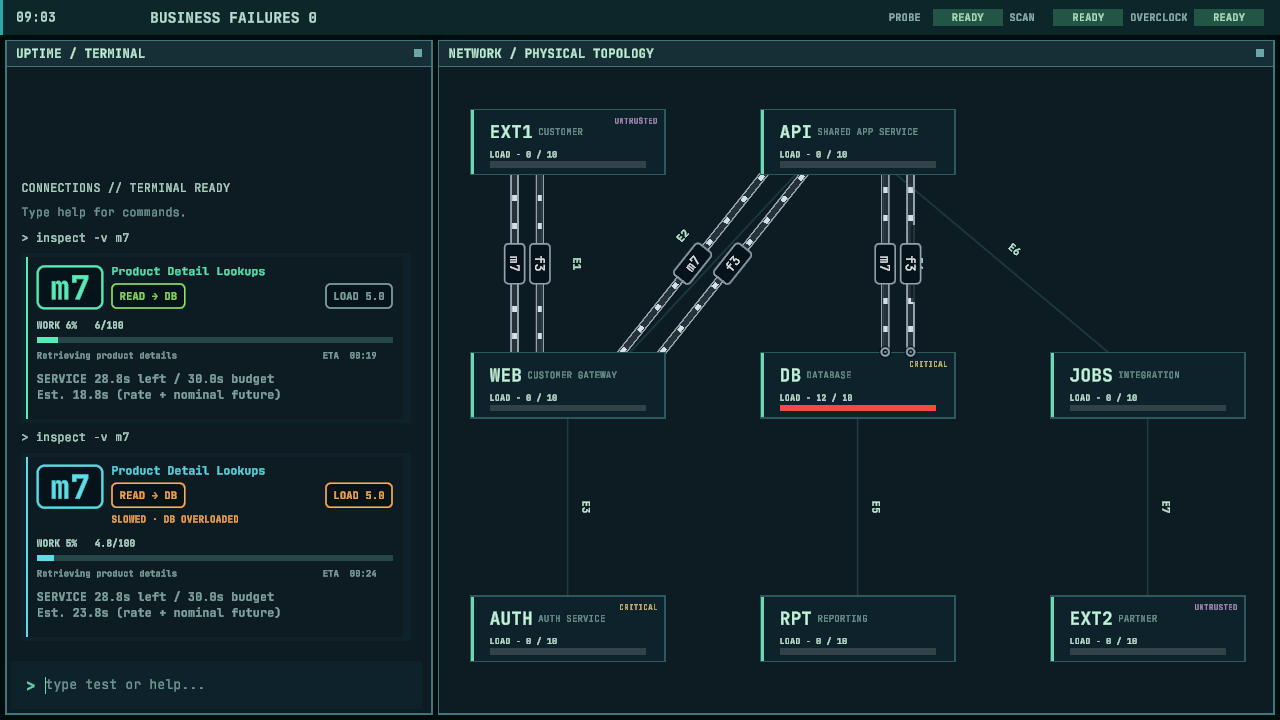 09:03 BUSINESS FAILURES 0 PROBE READY SCAN READY OVERCLOCK READY
UPTIME / TERMINAL
CONNECTIONS // TERMINAL READY
Type help for commands.
> inspect -v m7
m7 Product Detail Lookups
READ → DB LOAD 5.0
WORK 6% 6/100
Retrieving product details ETA 00:19
SERVICE 28.8s left / 30.0s budget
Est. 18.8s (rate + nominal future)
> inspect -v m7
m7 Product Detail Lookups
READ → DB LOAD 5.0
SLOWED · DB OVERLOADED
WORK 5% 4.8/100
Retrieving product details ETA 00:24
SERVICE 28.8s left / 30.0s budget
Est. 23.8s (rate + nominal future)
> type test or help...
NETWORK / PHYSICAL TOPOLOGY
UNTRUSTED
EXT1 CUSTOMER
LOAD - 0 / 10
API SHARED APP SERVICE
LOAD - 0 / 10
m7 f3 E1
E2 m7 f3
m7 f3
E6
WEB CUSTOMER GATEWAY
LOAD - 0 / 10
CRITICAL
DB DATABASE
LOAD - 12 / 10
JOBS INTEGRATION
LOAD - 0 / 10
E3
E5
E7
CRITICAL
AUTH AUTH SERVICE
LOAD - 0 / 10
RPT REPORTING
LOAD - 0 / 10
UNTRUSTED
EXT2 PARTNER
LOAD - 0 / 10